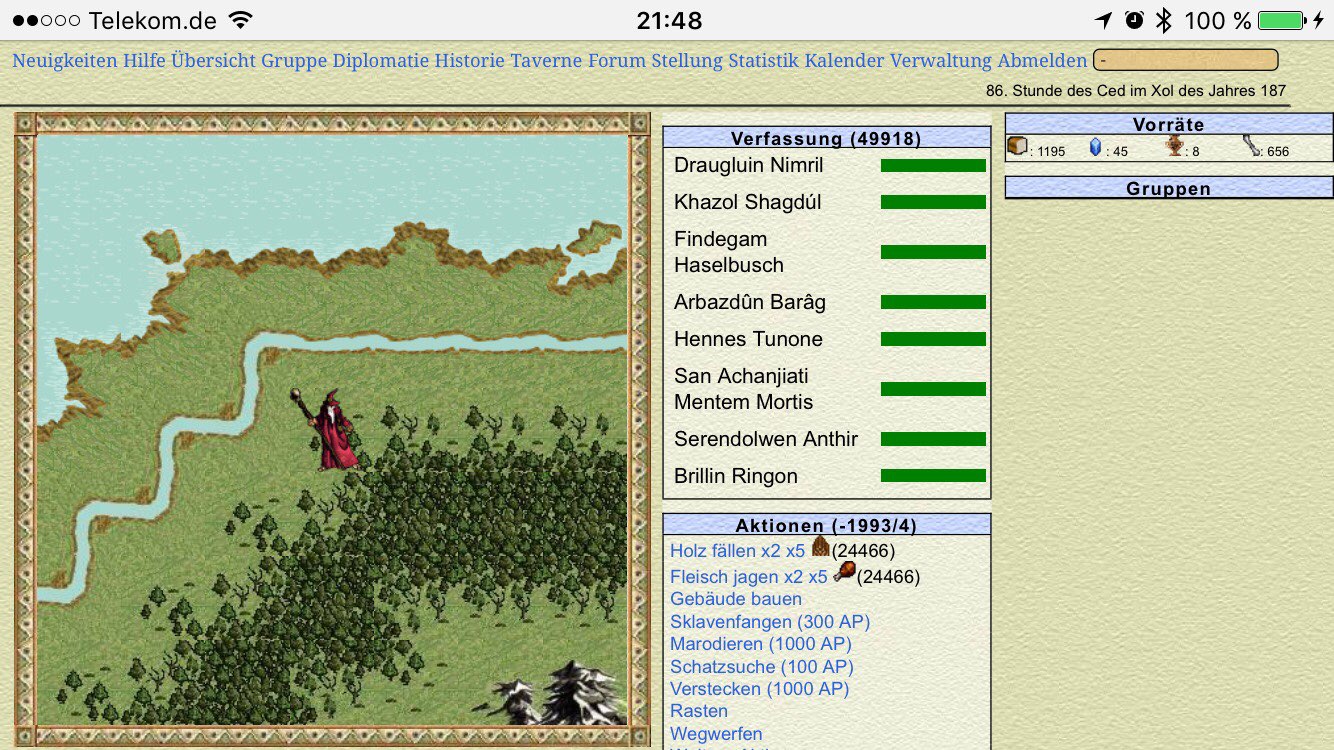 Telekom.de 21:48 100 %
Neuigkeiten Hilfe Übersicht Gruppe Diplomatie Historie Taverne Forum Stellung Statistik Kalender Verwaltung Abmelden -
86. Stunde des Ced im Xol des Jahres 187
Verfassung (49918)
Draugluin Nimril
Khazol Shagdúl
Findegam
Haselbusch
Arbazdûn Barâg
Hennes Tunone
San Achanjiati
Mentem Mortis
Serendolwen Anthir
Brillin Ringon
Aktionen (-1993/4)
Holz fällen x2 x5 (24466)
Fleisch jagen x2 x5 (24466)
Gebäude bauen
Sklavenfangen (300 AP)
Marodieren (1000 AP)
Schatzsuche (100 AP)
Verstecken (1000 AP)
Rasten
Wegwerfen
Vorräte
: 1195 : 45 : 8 : 656
Gruppen